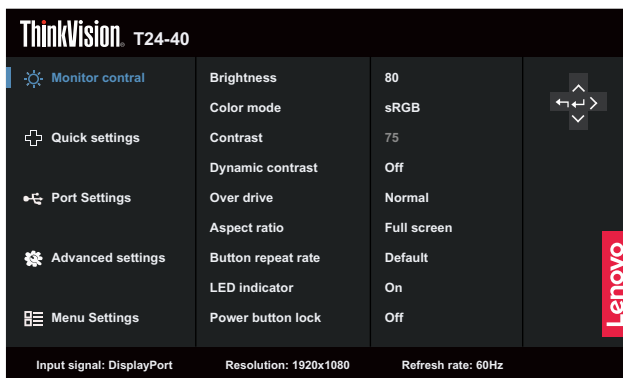 ThinkVision T24-40
Monitor contral Brightness 80
Color mode sRGB
Quick settings Contrast 75
Dynamic contrast Off
Port Settings Over drive Normal
Aspect ratio Full screen
Advanced settings Button repeat rate Default
LED indicator On
Menu Settings Power button lock Off
Lenovo
Input signal: DisplayPort Resolution: 1920x1080 Refresh rate: 60Hz